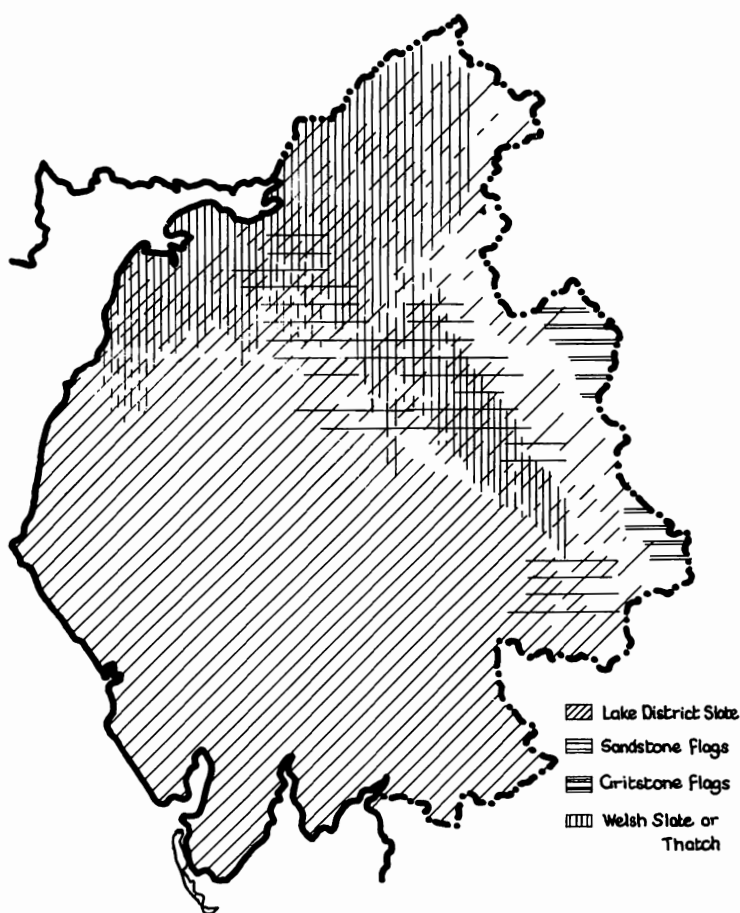 Lake District Slate
Sandstone Flags
Gritstone Flags
Welsh Slate or
Thatch